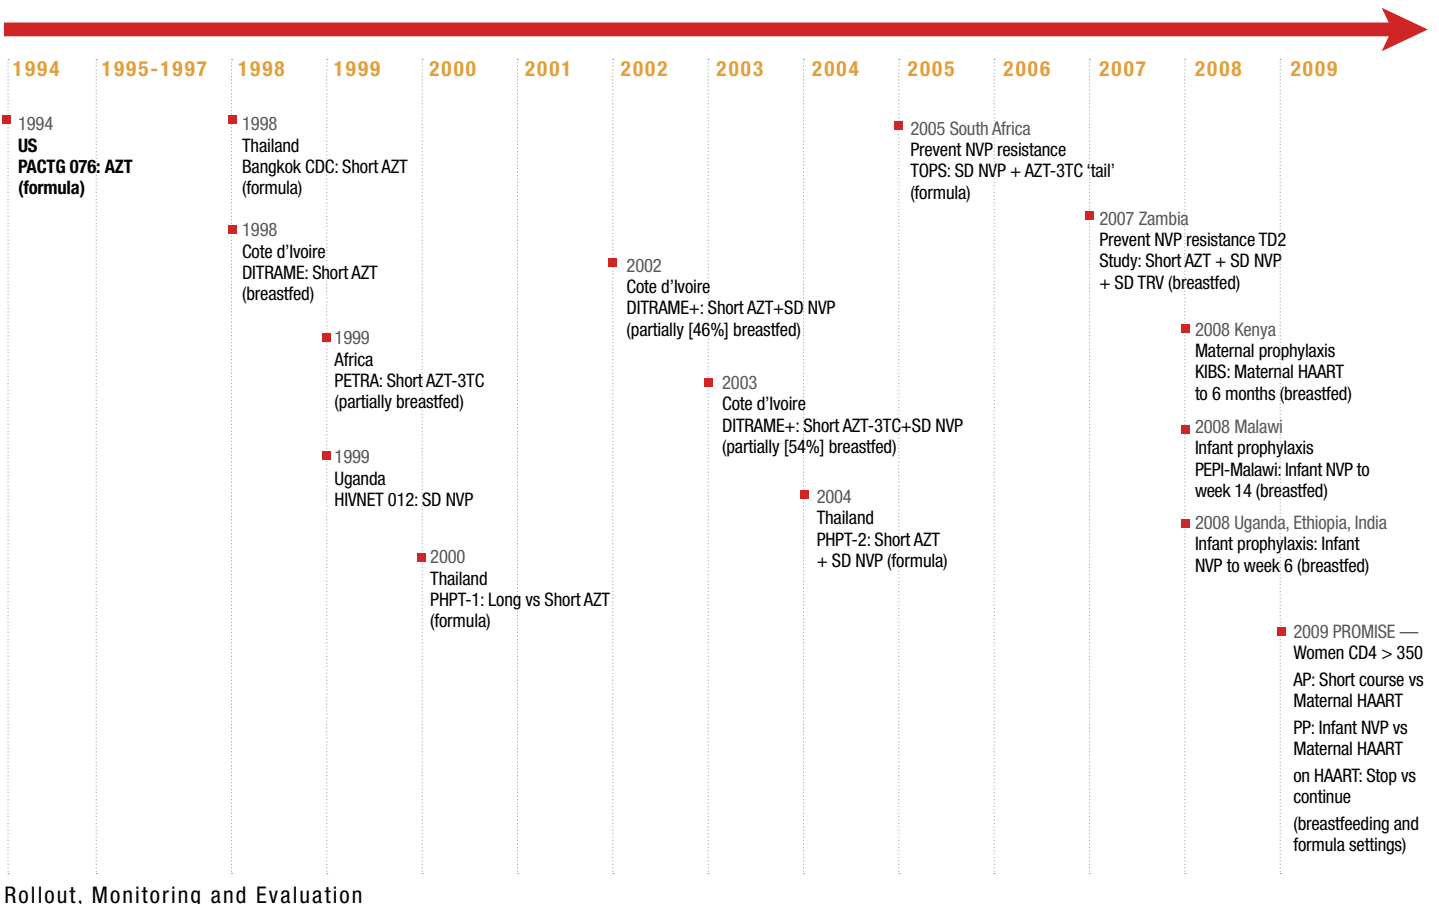 1994 1995-1997 1998 1999 2000 2001 2002 2003 2004 2005 2006 2007 2008 2009
1994
US
PACTG 076: AZT
(formula)
1998
Thailand
Bangkok CDC: Short AZT
(formula)
1998
Cote d'Ivoire
DITRAME: Short AZT
(breastfed)
1999
Africa
PETRA: Short AZT-3TC
(partially breastfed)
1999
Uganda
HIVNET 012: SD NVP
2000
Thailand
PHPT-1: Long vs Short AZT
(formula)
2002
Cote d'Ivoire
DITRAME+: Short AZT+SD NVP
(partially [46%] breastfed)
2003
Cote d'Ivoire
DITRAME+: Short AZT-3TC+SD NVP
(partially [54%] breastfed)
2004
Thailand
PHPT-2: Short AZT
+ SD NVP (formula)
2005 South Africa
Prevent NVP resistance
TOPS: SD NVP + AZT-3TC 'tail'
(formula)
2007 Zambia
Prevent NVP resistance TD2
Study: Short AZT + SD NVP
+ SD TRV (breastfed)
2008 Kenya
Maternal prophylaxis
KIBS: Maternal HAART
to 6 months (breastfed)
2008 Malawi
Infant prophylaxis
PEPI-Malawi: Infant NVP to
week 14 (breastfed)
2008 Uganda, Ethiopia, India
Infant prophylaxis: Infant
NVP to week 6 (breastfed)
2009 PROMISE —
Women CD4 > 350
AP: Short course vs
Maternal HAART
PP: Infant NVP vs
Maternal HAART
on HAART: Stop vs
continue
(breastfeeding and
formula settings)
Rollout, Monitoring and Evaluation